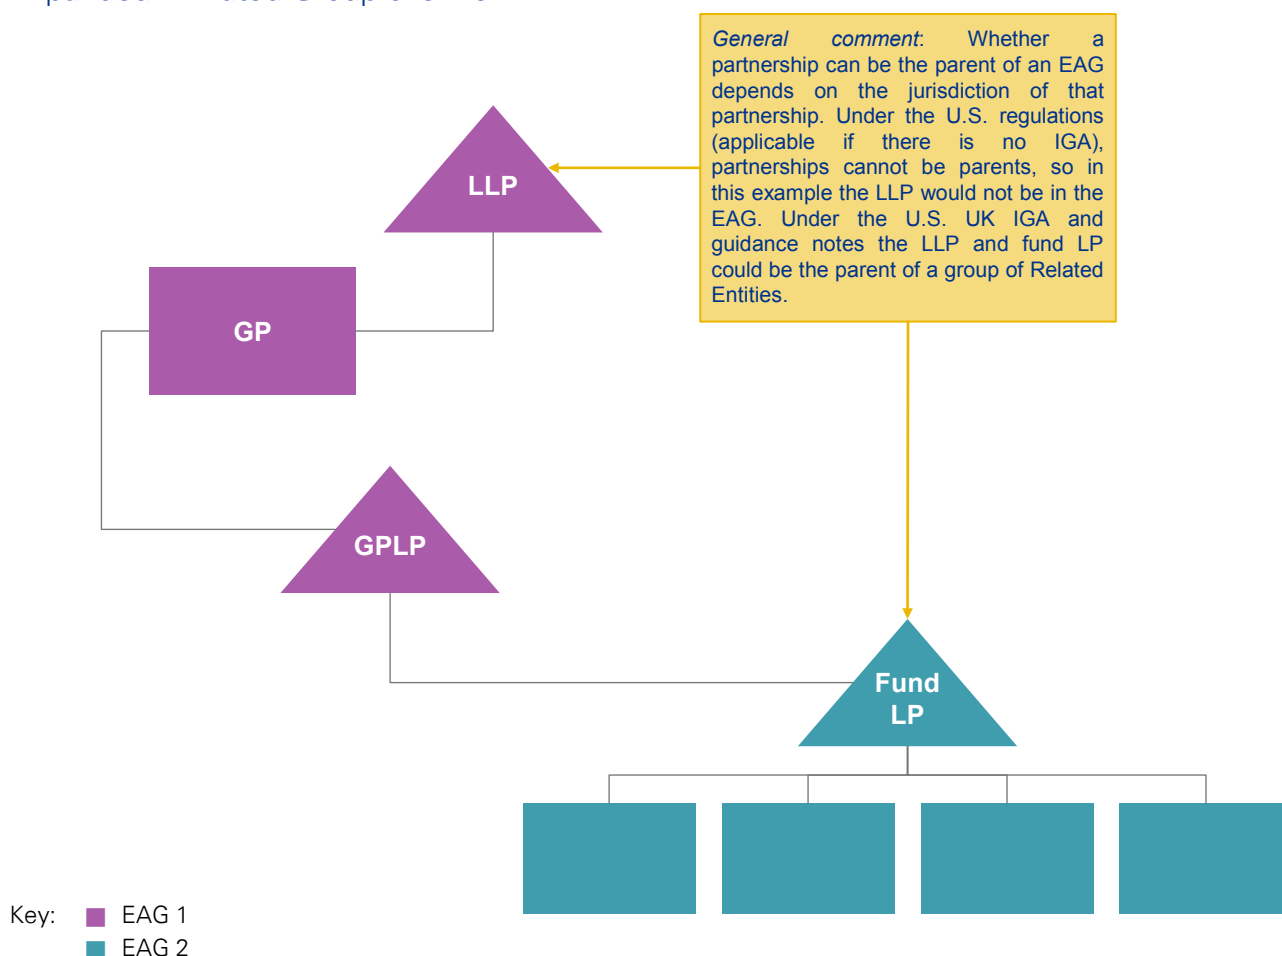 General comment: Whether a
partnership can be the parent of an EAG
depends on the jurisdiction of that
partnership. Under the U.S. regulations
(applicable if there is no IGA),
partnerships cannot be parents, so in
this example the LLP would not be in the
EAG. Under the U.S. UK IGA and
guidance notes the LLP and fund LP
could be the parent of a group of Related
Entities.
LLP
GP
GPLP
Fund
LP
Key:
EAG 1
EAG 2